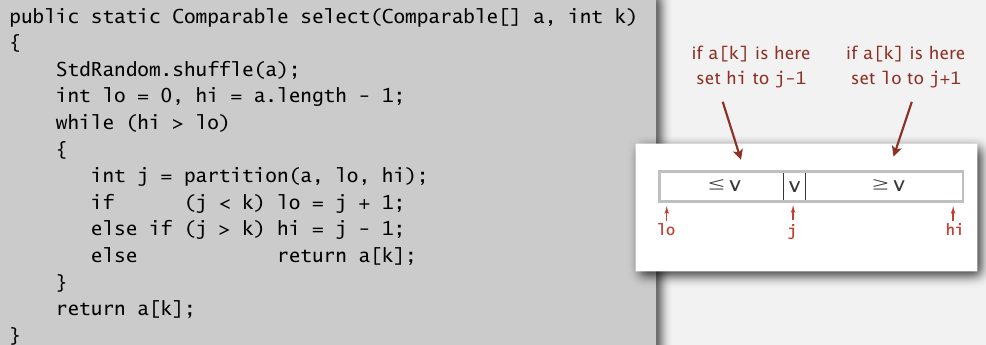 public static Comparable select(Comparable[] a, int k)
{
    StdRandom.shuffle(a);
    int lo = 0, hi = a.length - 1;
    while (hi > lo)
    {
       int j = partition(a, lo, hi);
       if      (j < k) lo = j + 1;
       else if (j > k) hi = j - 1;
       else            return a[k];
    }
    return a[k];
}
if a[k] is here
set hi to j-1
if a[k] is here
set lo to j+1
≤ v
v
≥ v
lo
j
hi